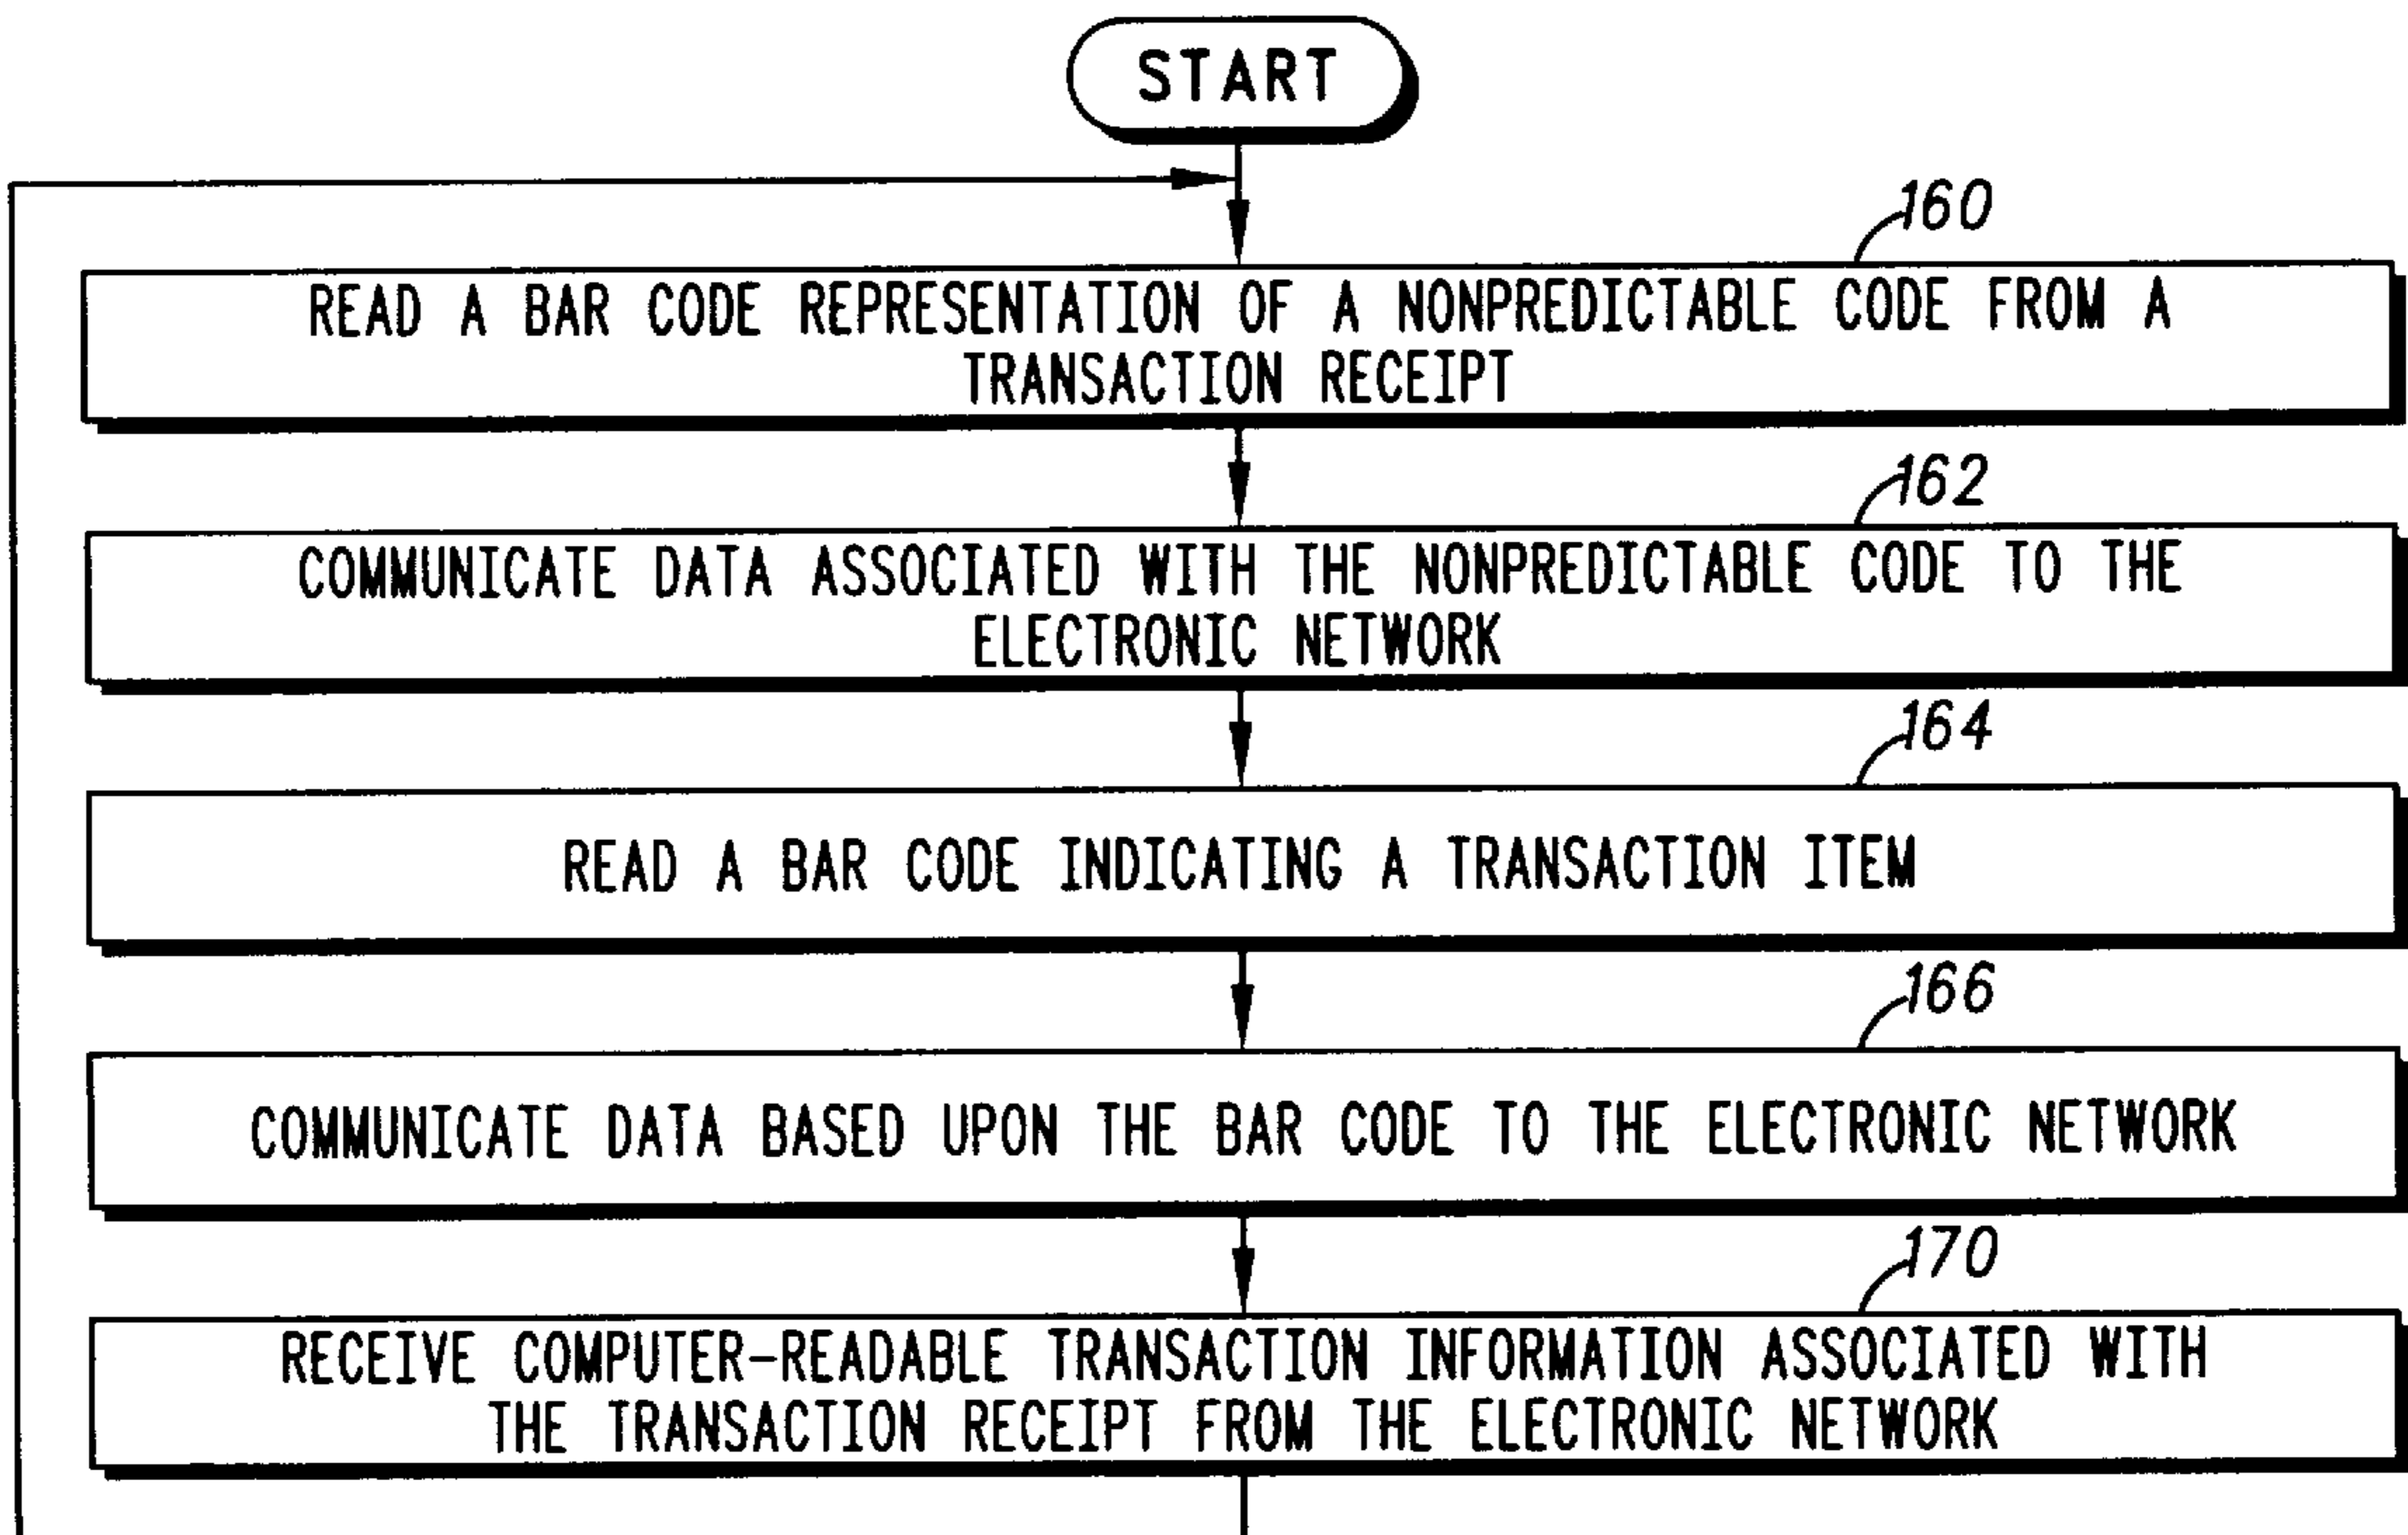 START
160
READ A BAR CODE REPRESENTATION OF A NONPREDICTABLE CODE FROM A
TRANSACTION RECEIPT
162
COMMUNICATE DATA ASSOCIATED WITH THE NONPREDICTABLE CODE TO THE
ELECTRONIC NETWORK
164
READ A BAR CODE INDICATING A TRANSACTION ITEM
166
COMMUNICATE DATA BASED UPON THE BAR CODE TO THE ELECTRONIC NETWORK
170
RECEIVE COMPUTER-READABLE TRANSACTION INFORMATION ASSOCIATED WITH
THE TRANSACTION RECEIPT FROM THE ELECTRONIC NETWORK